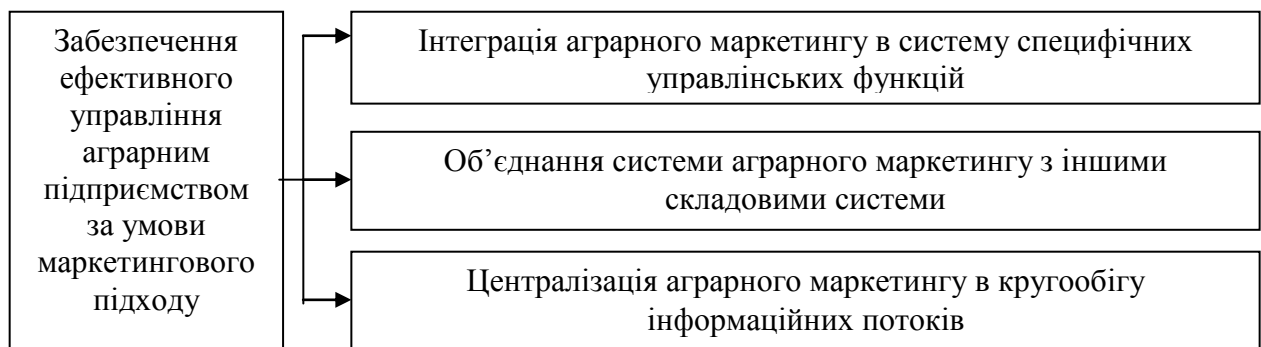 Забезпечення
ефективного
управління
аграрним
підприємством
за умови
маркетингового
підходу
Інтеграція аграрного маркетингу в систему специфічних
управлінських функцій
Об’єднання системи аграрного маркетингу з іншими
складовими системи
Централізація аграрного маркетингу в кругообігу
інформаційних потоків